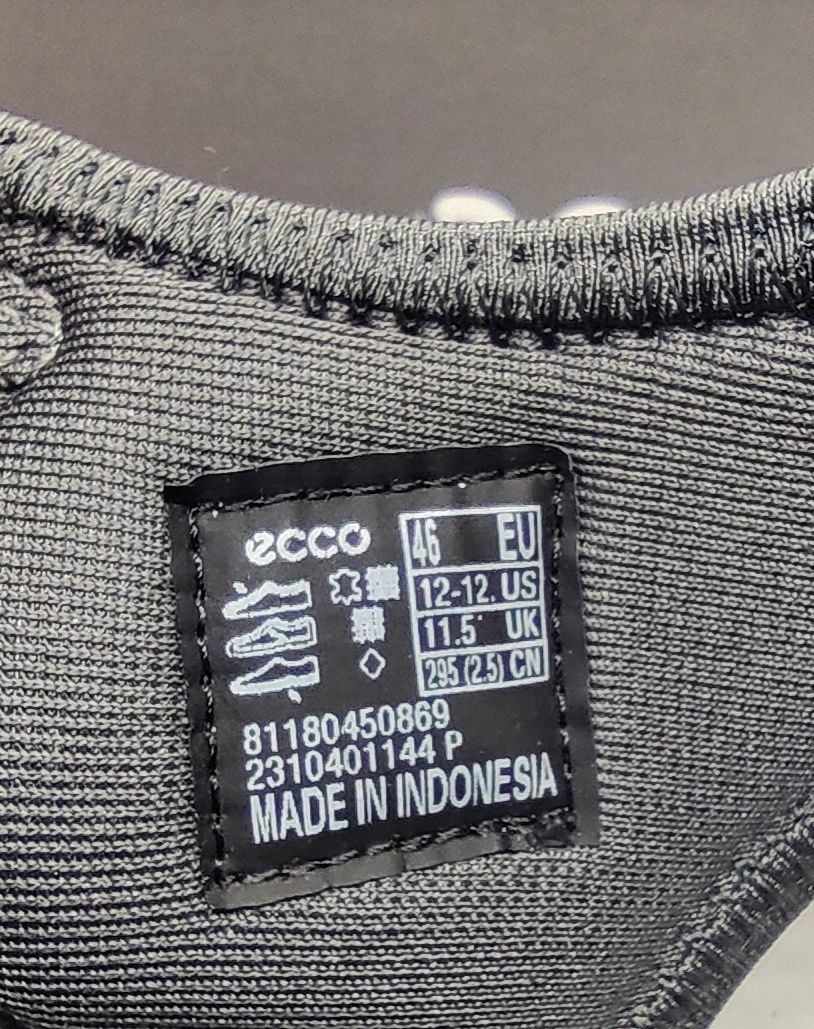 ecco
46 EU
12-12. US
11.5 UK
295 (2.5) CN
81180450869
2310401144 P
MADE IN INDONESIA